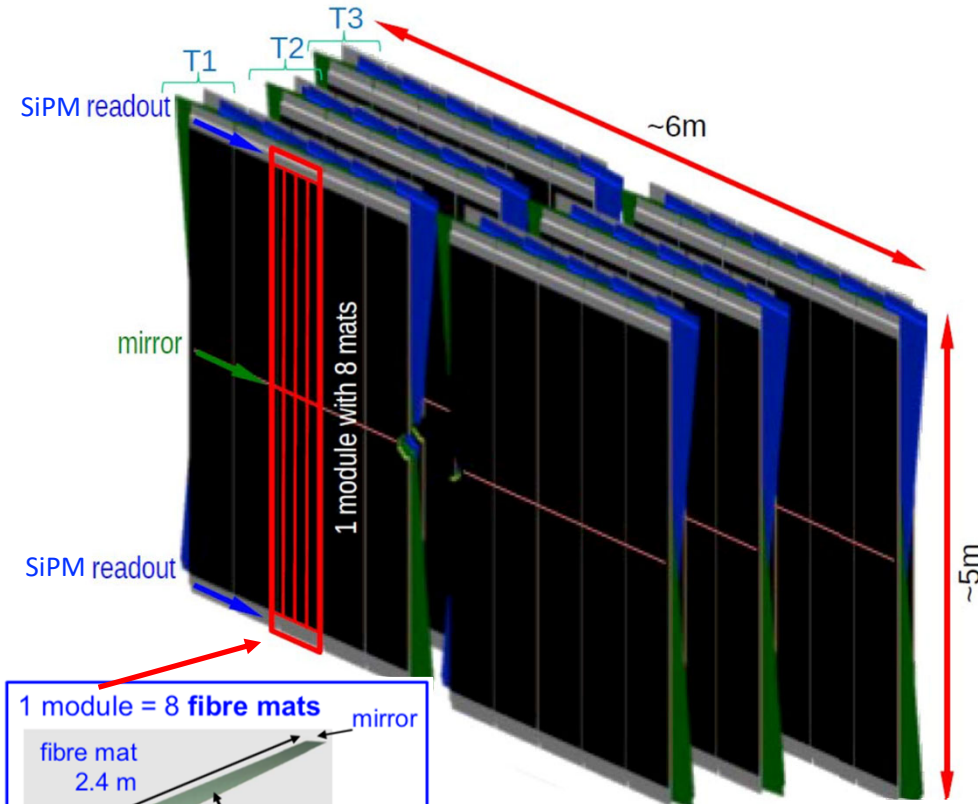 T3
T2
T1
SiPM readout
~6m
mirror
1 module with 8 mats
SiPM readout
~5m
1 module = 8 fibre mats
mirror
fibre mat
2.4 m